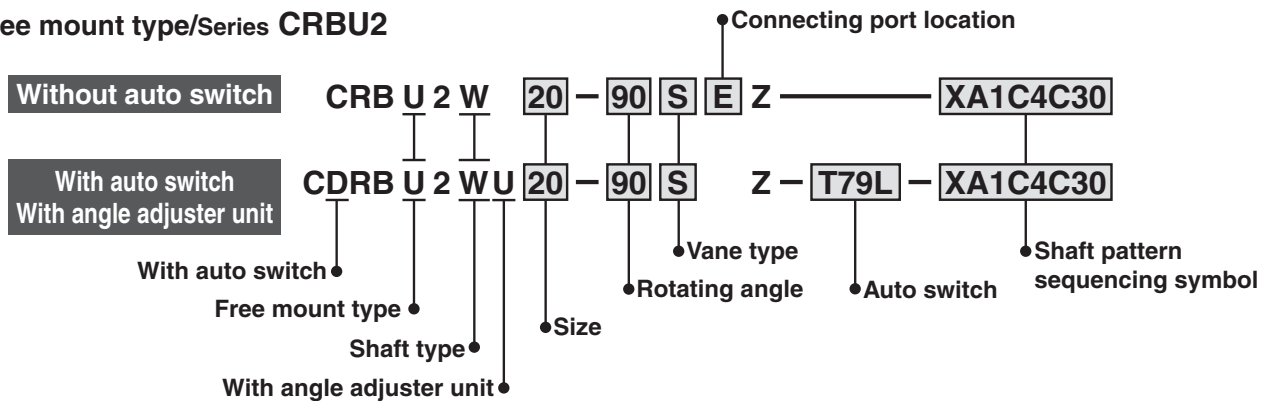 ee mount type/Series CRBU2
Connecting port location
Without auto switch CRB U 2 W 20 – 90 S E Z XA1C4C30
With auto switch
With angle adjuster unit
CDRB U 2 W U 20 – 90 S Z – T79L – XA1C4C30
With auto switch
Free mount type
Shaft type
With angle adjuster unit
Size
Rotating angle
Vane type
Auto switch
Shaft pattern
sequencing symbol